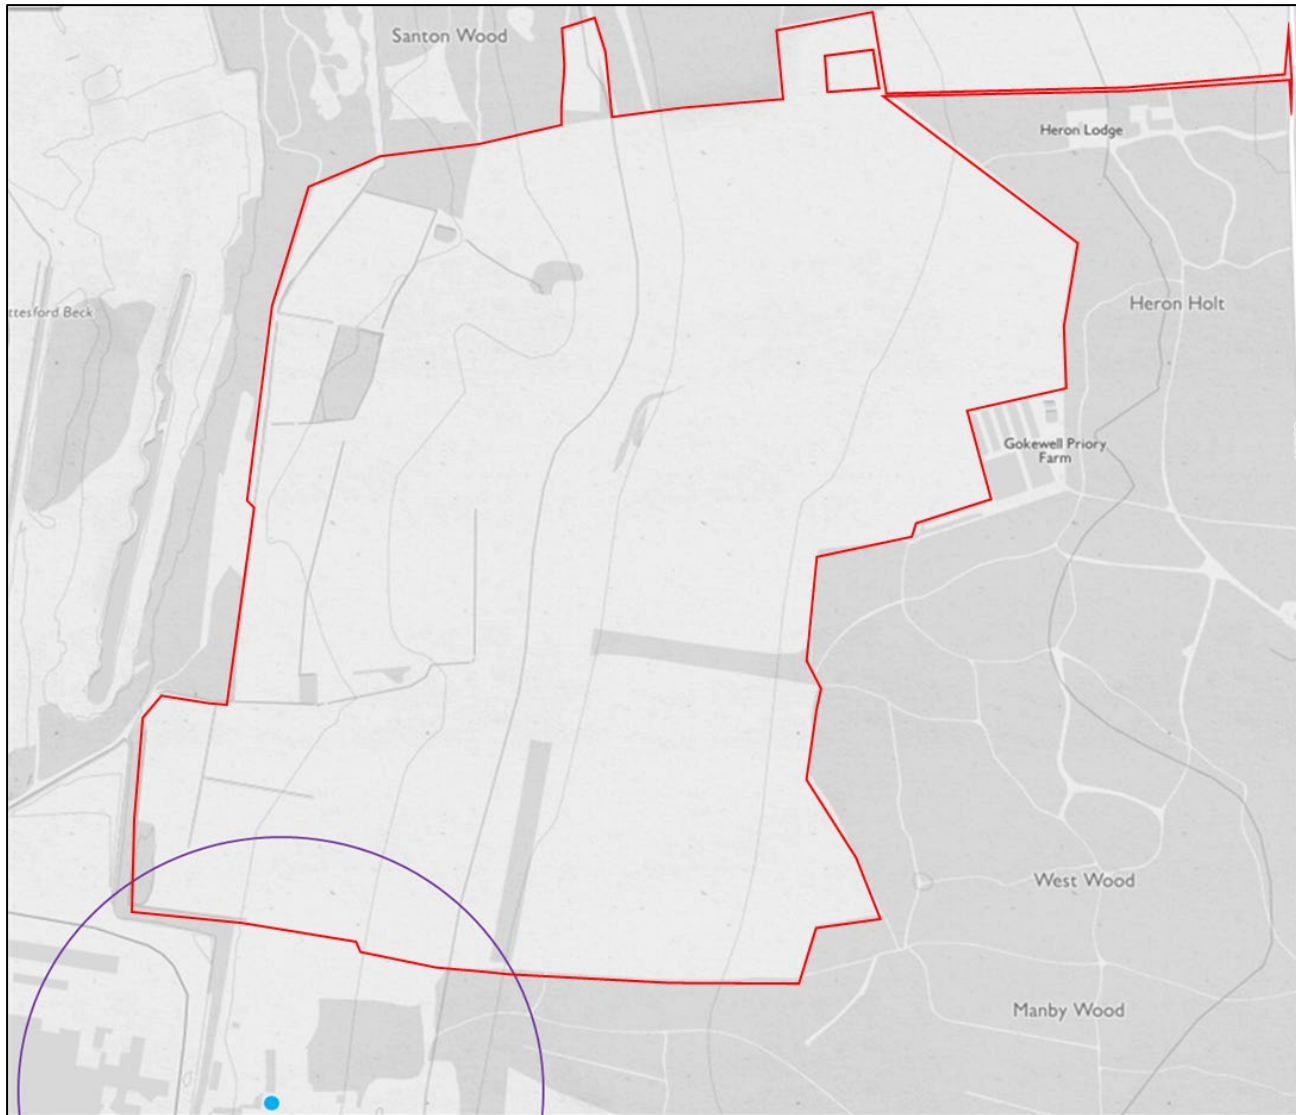 Santon Wood
Heron Lodge
Heron Holt
ttesford Beck
Gokewell Priory
Farm
West Wood
Manby Wood